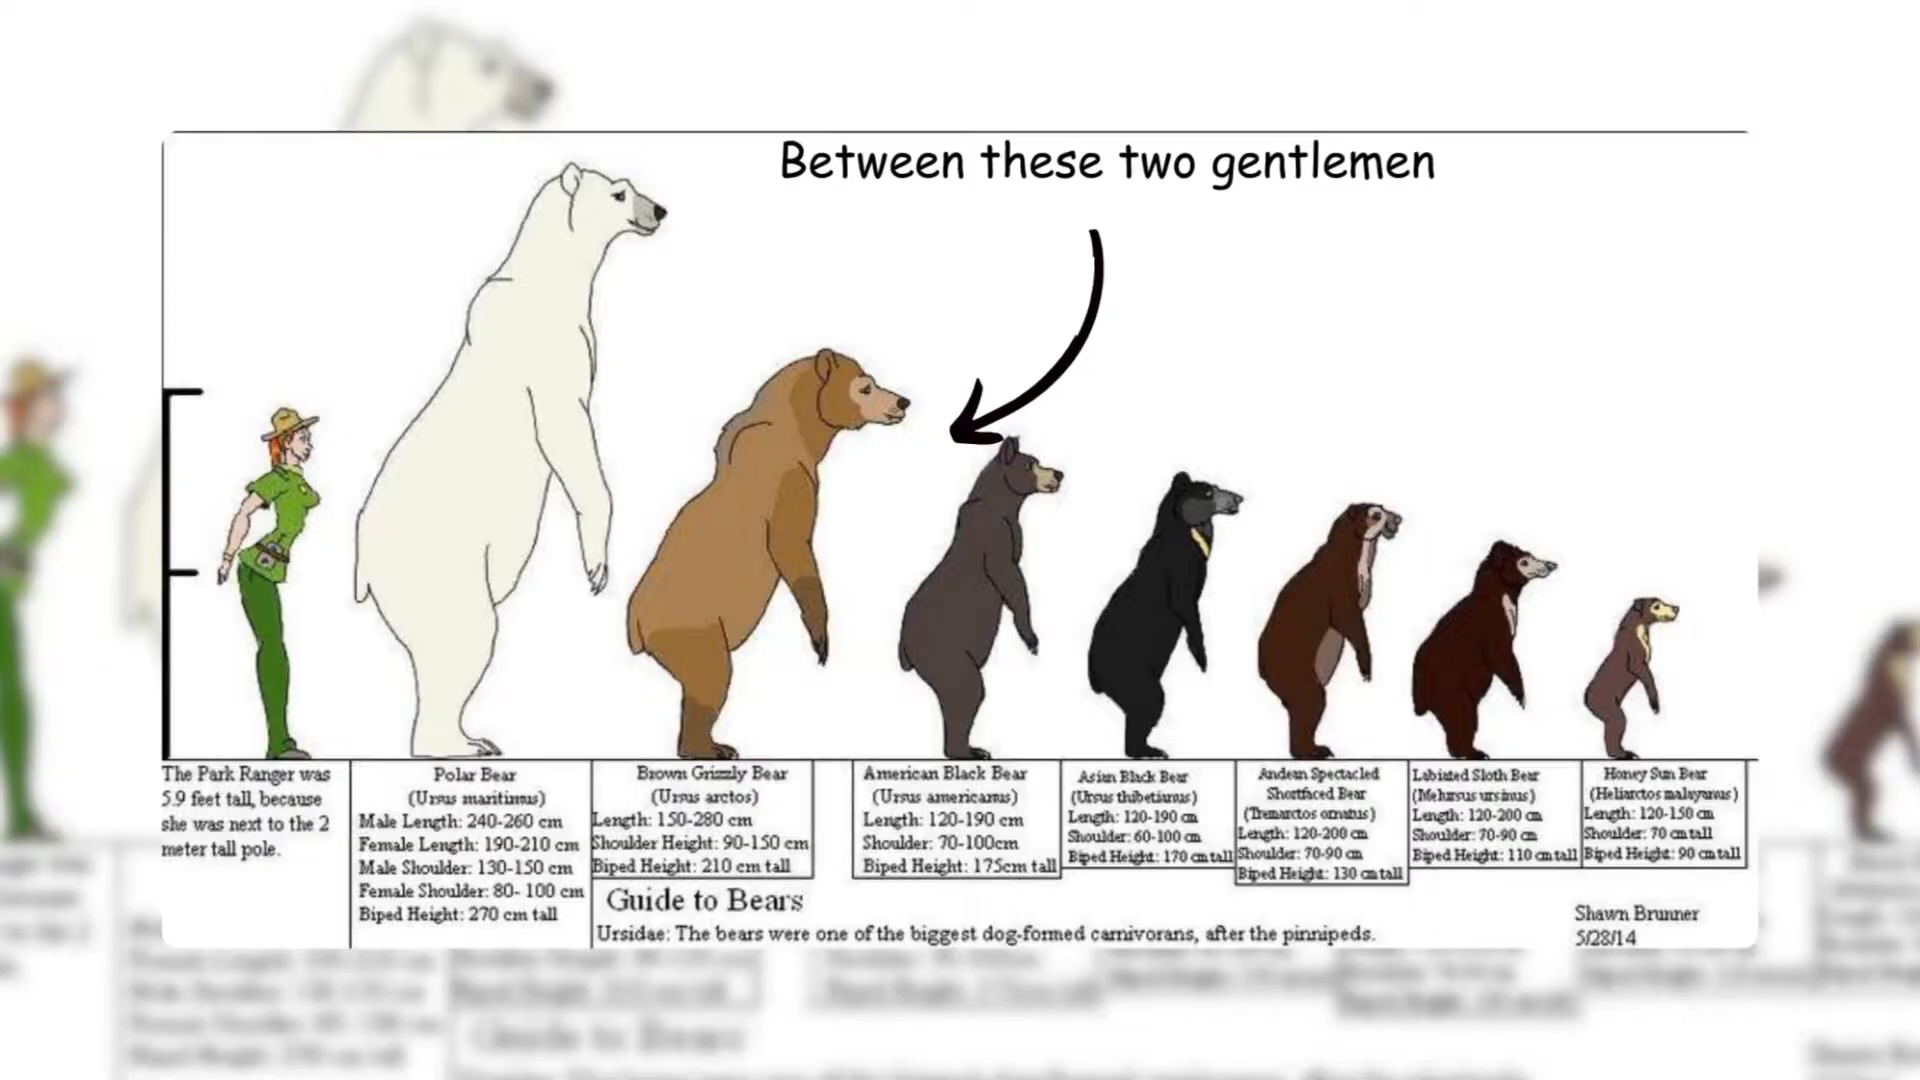 Between these two gentlemen
The Park Ranger was
5.9 feet tall, because
she was next to the 2
meter tall pole.
Polar Bear
(Ursus maritimus)
Male Length: 240-260 cm
Female Length: 190-210 cm
Male Shoulder: 130-150 cm
Female Shoulder: 80- 100 cm
Biped Height: 270 cm tall
Brown Grizzly Bear
(Ursus arctos)
Length: 150-280 cm
Shoulder Height: 90-150 cm
Biped Height: 210 cm tall
American Black Bear
(Ursus americanus)
Length: 120-190 cm
Shoulder: 70-100cm
Biped Height: 175cm tall
Asian Black Bear
(Ursus thibetianus)
Length: 120-190 cm
Shoulder: 60-100 cm
Biped Height: 170 cm tall
Andean Spectacled
Shortfaced Bear
(Tremarctos ornatus)
Length: 120-200 cm
Shoulder: 70-90 cm
Biped Height: 130 cm tall
Labiated Sloth Bear
(Melursus ursinus)
Length: 120-200 cm
Shoulder: 70-90 cm
Biped Height: 110 cm tall
Honey Sun Bear
(Heliarctos malayanus)
Length: 120-150 cm
Shoulder: 70 cm tall
Biped Height: 90 cm tall
Guide to Bears
Ursidae: The bears were one of the biggest dog-formed carnivorans, after the pinnipeds.
Shawn Brunner
5/28/14